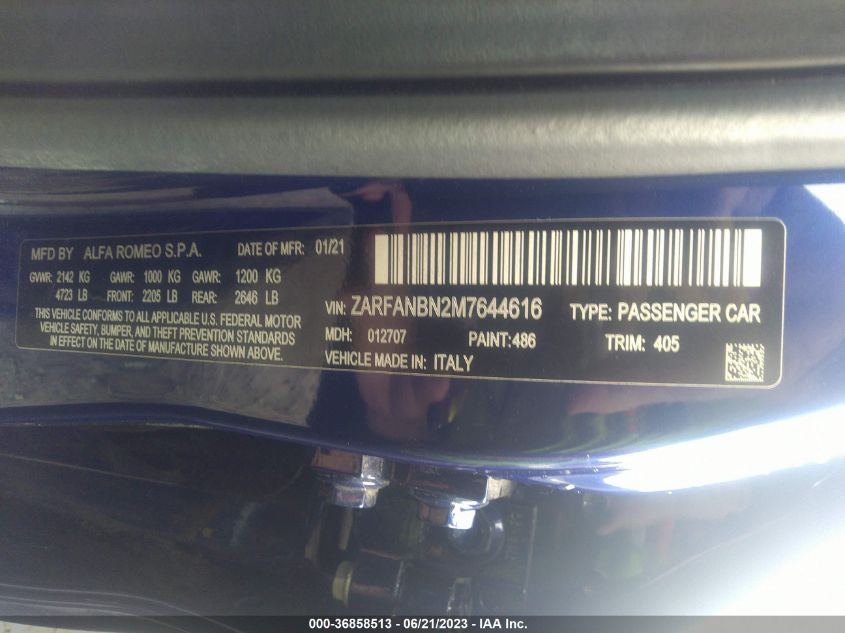 MFD BY ALFA ROMEO S.P.A. DATE OF MFR: 01/21
GVWR: 2142 KG GAWR: 1000 KG GAWR: 1200 KG
4723 LB FRONT: 2205 LB REAR: 2646 LB
THIS VEHICLE CONFORMS TO ALL APPLICABLE U.S. FEDERAL MOTOR
VEHICLE SAFETY, BUMPER, AND THEFT PREVENTION STANDARDS
IN EFFECT ON THE DATE OF MANUFACTURE SHOWN ABOVE.
VIN: ZARFANBN2M7644616 TYPE: PASSENGER CAR
MDH: 012707 PAINT:486 TRIM: 405
VEHICLE MADE IN: ITALY
000-36858513 - 06/21/2023 - IAA Inc.